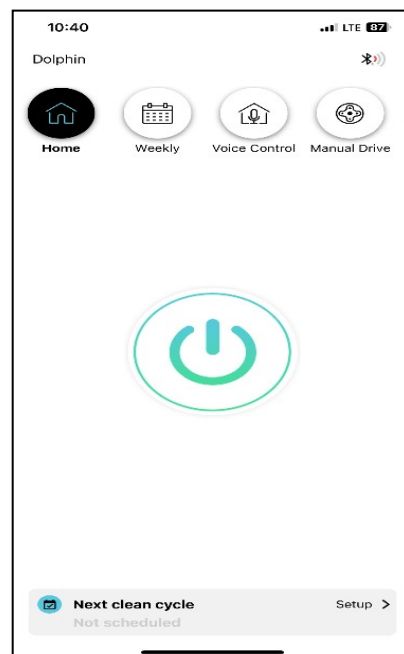 10:40 LTE 87
Dolphin
Home Weekly Voice Control Manual Drive
Next clean cycle Setup >
Not scheduled